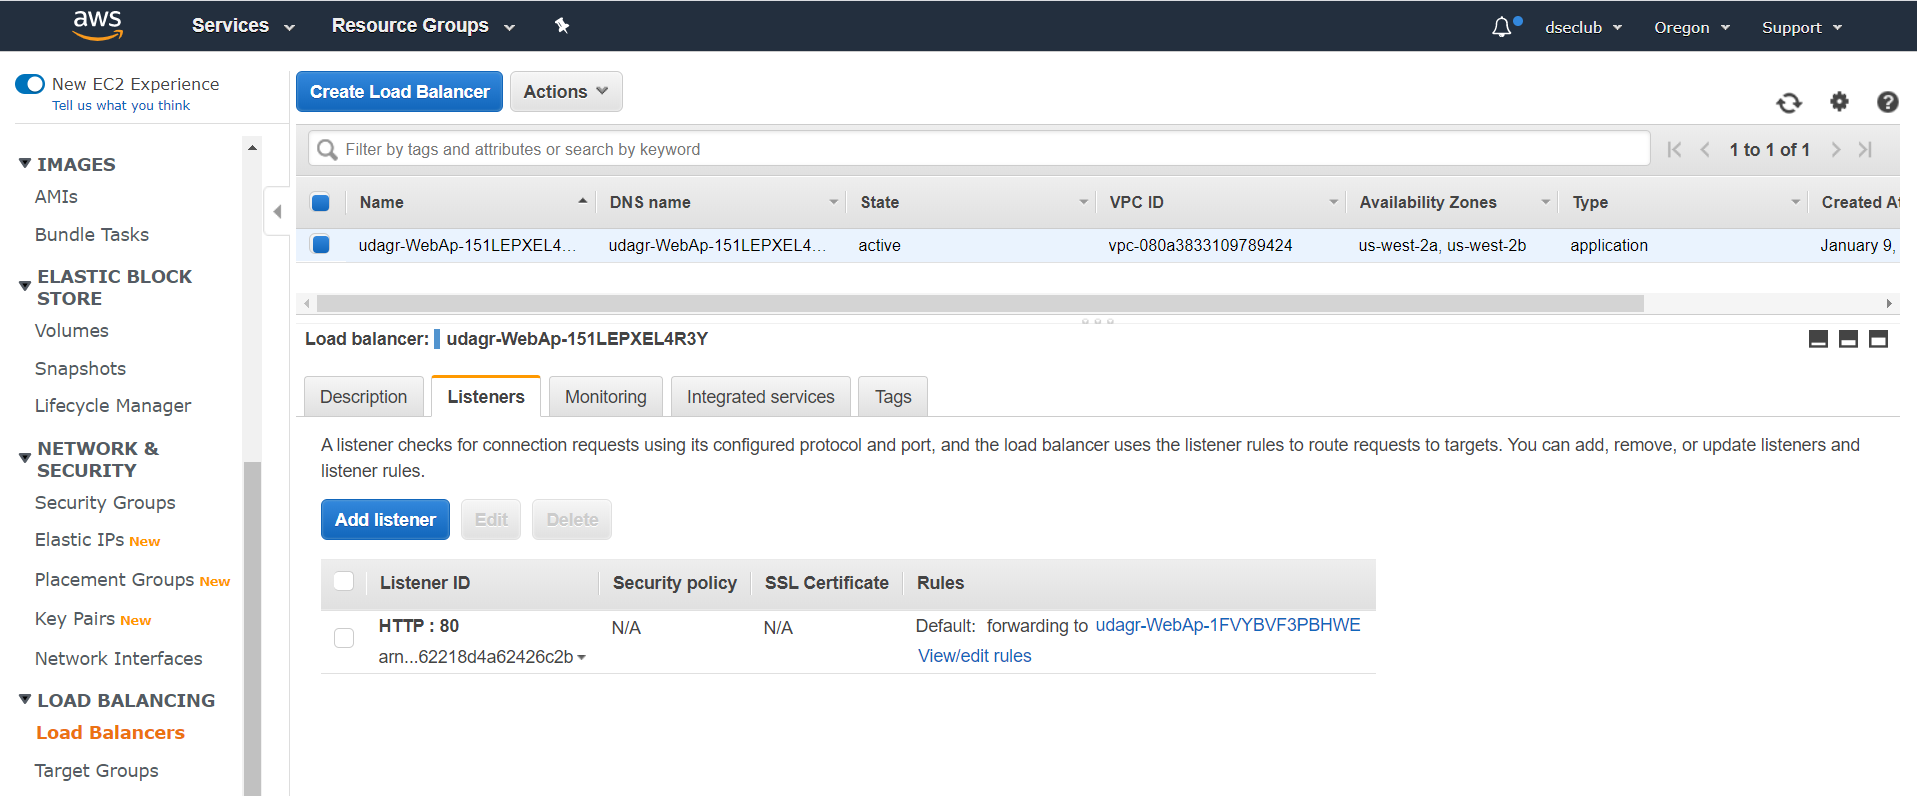 aws Services Resource Groups dseclub Oregon Support
New EC2 Experience
Tell us what you think
IMAGES
AMIs
Bundle Tasks
ELASTIC BLOCK
STORE
Volumes
Snapshots
Lifecycle Manager
NETWORK &
SECURITY
Security Groups
Elastic IPs New
Placement Groups New
Key Pairs New
Network Interfaces
LOAD BALANCING
Load Balancers
Target Groups
Create Load Balancer Actions
Filter by tags and attributes or search by keyword 1 to 1 of 1
Name DNS name State VPC ID Availability Zones Type Created At
udagr-WebAp-151LEPXEL4... udagr-WebAp-151LEPXEL4... active vpc-080a3833109789424 us-west-2a, us-west-2b application January 9,
Load balancer: udagr-WebAp-151LEPXEL4R3Y
Description Listeners Monitoring Integrated services Tags
A listener checks for connection requests using its configured protocol and port, and the load balancer uses the listener rules to route requests to targets. You can add, remove, or update listeners and
listener rules.
Add listener Edit Delete
Listener ID Security policy SSL Certificate Rules
HTTP : 80 N/A N/A Default: forwarding to udagr-WebAp-1FVYBVF3PBHWE
arn...62218d4a62426c2b View/edit rules